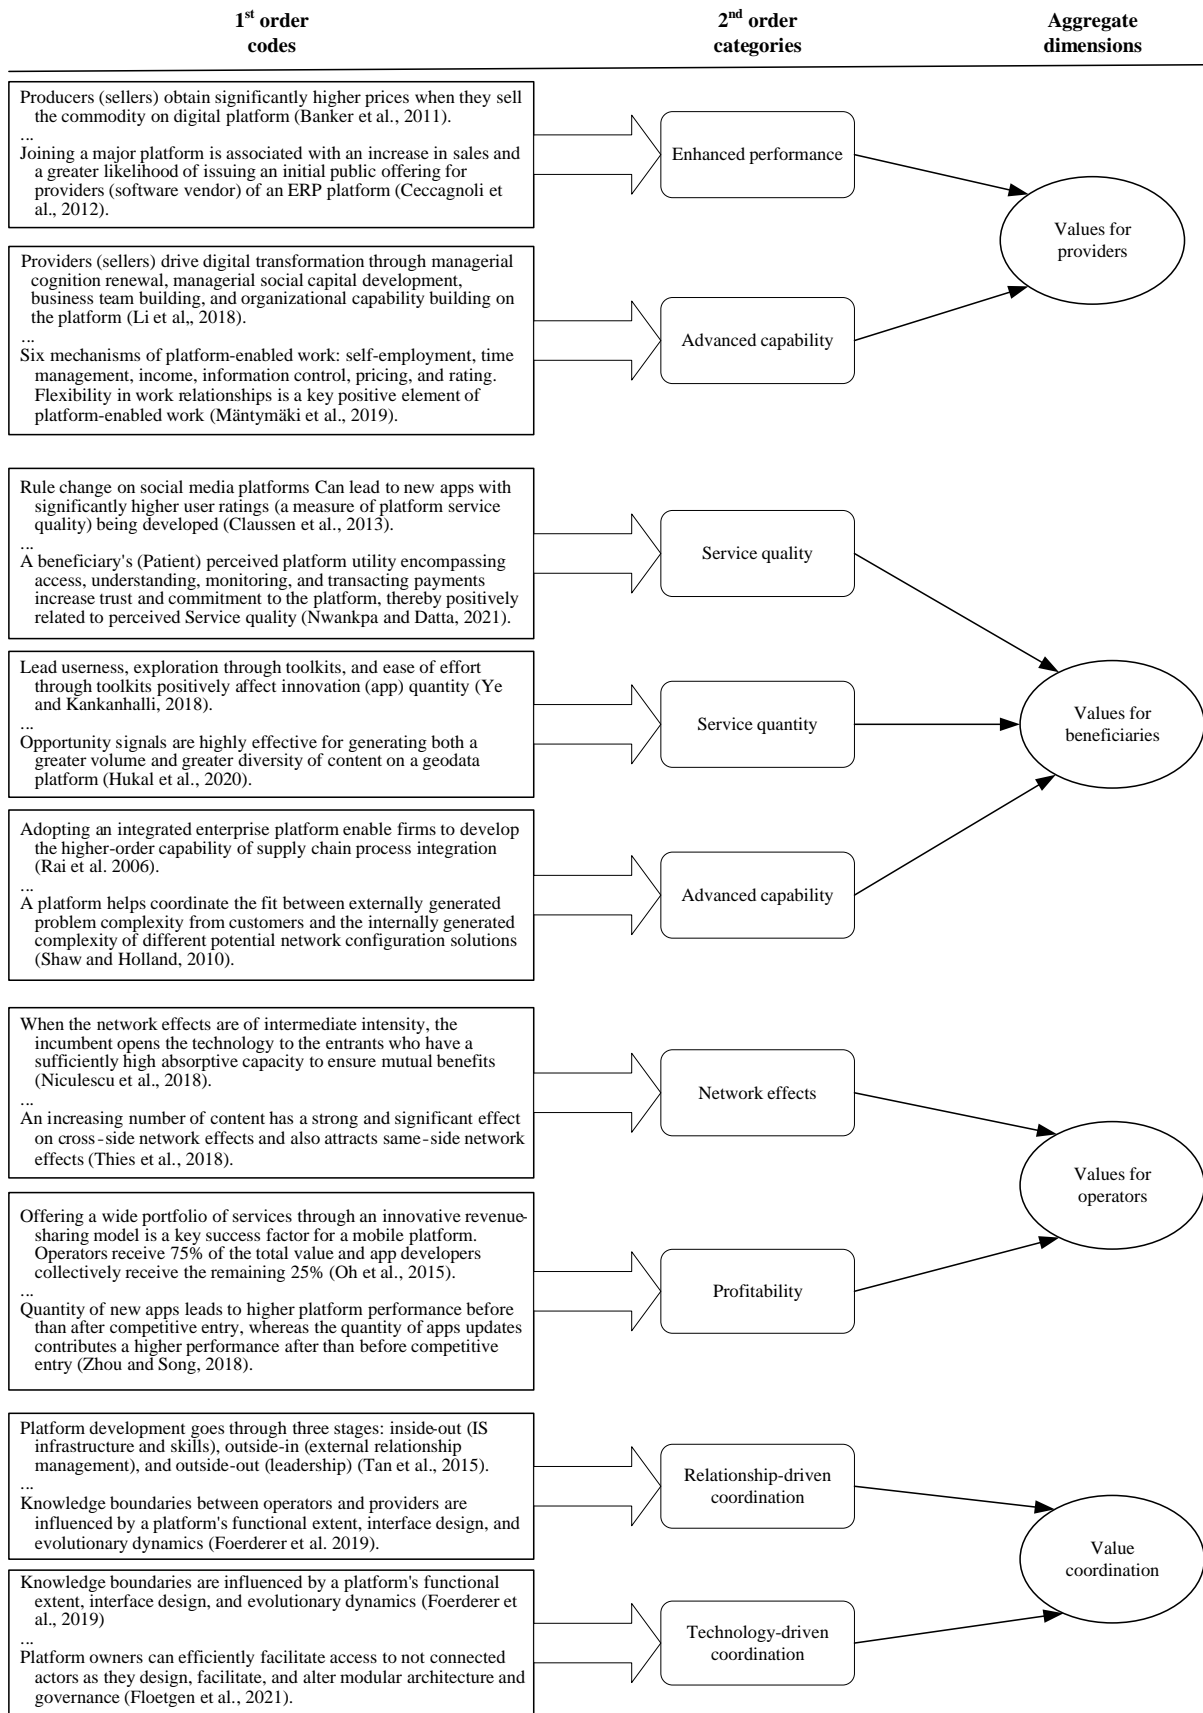 1st order
codes
2nd order
categories
Aggregate
dimensions
Producers (sellers) obtain significantly higher prices when they sell
the commodity on digital platform (Banker et al., 2011).
...
Joining a major platform is associated with an increase in sales and
a greater likelihood of issuing an initial public offering for
providers (software vendor) of an ERP platform (Ceccagnoli et
al., 2012).
Enhanced performance
Values for
providers
Providers (sellers) drive digital transformation through managerial
cognition renewal, managerial social capital development,
business team building, and organizational capability building on
the platform (Li et al,, 2018).
...
Six mechanisms of platform-enabled work: self-employment, time
management, income, information control, pricing, and rating.
Flexibility in work relationships is a key positive element of
platform-enabled work (Mäntymäki et al., 2019).
Advanced capability
Rule change on social media platforms Can lead to new apps with
significantly higher user ratings (a measure of platform service
quality) being developed (Claussen et al., 2013).
...
A beneficiary's (Patient) perceived platform utility encompassing
access, understanding, monitoring, and transacting payments
increase trust and commitment to the platform, thereby positively
related to perceived Service quality (Nwankpa and Datta, 2021).
Service quality
Lead userness, exploration through toolkits, and ease of effort
through toolkits positively affect innovation (app) quantity (Ye
and Kankanhalli, 2018).
...
Opportunity signals are highly effective for generating both a
greater volume and greater diversity of content on a geodata
platform (Hukal et al., 2020).
Service quantity
Values for
beneficiaries
Adopting an integrated enterprise platform enable firms to develop
the higher-order capability of supply chain process integration
(Rai et al. 2006).
...
A platform helps coordinate the fit between externally generated
problem complexity from customers and the internally generated
complexity of different potential network configuration solutions
(Shaw and Holland, 2010).
Advanced capability
When the network effects are of intermediate intensity, the
incumbent opens the technology to the entrants who have a
sufficiently high absorptive capacity to ensure mutual benefits
(Niculescu et al., 2018).
...
An increasing number of content has a strong and significant effect
on cross-side network effects and also attracts same-side network
effects (Thies et al., 2018).
Network effects
Values for
operators
Offering a wide portfolio of services through an innovative revenue-
sharing model is a key success factor for a mobile platform.
Operators receive 75% of the total value and app developers
collectively receive the remaining 25% (Oh et al., 2015).
...
Quantity of new apps leads to higher platform performance before
than after competitive entry, whereas the quantity of apps updates
contributes a higher performance after than before competitive
entry (Zhou and Song, 2018).
Profitability
Platform development goes through three stages: inside-out (IS
infrastructure and skills), outside-in (external relationship
management), and outside-out (leadership) (Tan et al., 2015).
...
Knowledge boundaries between operators and providers are
influenced by a platform's functional extent, interface design, and
evolutionary dynamics (Foerderer et al. 2019).
Relationship-driven
coordination
Value
coordination
Knowledge boundaries are influenced by a platform's functional
extent, interface design, and evolutionary dynamics (Foerderer et
al., 2019)
...
Platform owners can efficiently facilitate access to not connected
actors as they design, facilitate, and alter modular architecture and
governance (Floetgen et al., 2021).
Technology-driven
coordination